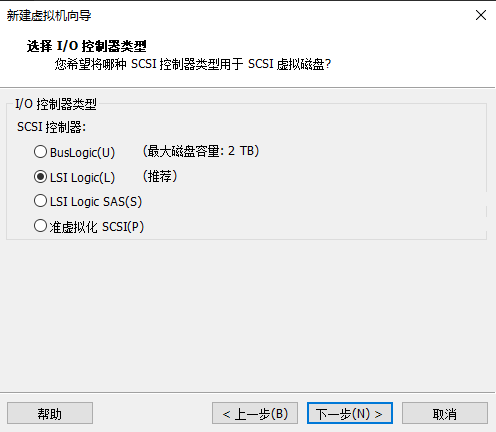 新建虚拟机向导
选择 I/O 控制器类型
您希望将哪种 SCSI 控制器类型用于 SCSI 虚拟磁盘?
I/O 控制器类型
SCSI 控制器:
BusLogic(U) (最大磁盘容量: 2 TB)
LSI Logic(L) (推荐)
LSI Logic SAS(S)
准虚拟化 SCSI(P)
帮助 < 上一步(B) 下一步(N) > 取消